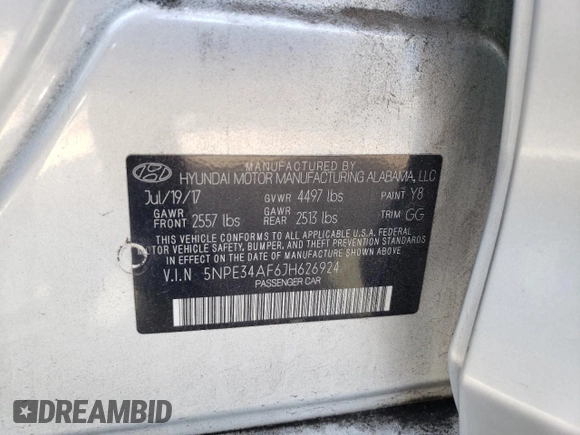 MANUFACTURED BY
HYUNDAI MOTOR MANUFACTURING ALABAMA, LLC
Jul/19/17 GVWR 4497 lbs PAINT Y8
GAWR FRONT 2557 lbs GAWR REAR 2513 lbs TRIM GG
THIS VEHICLE CONFORMS TO ALL APPLICABLE U.S.A. FEDERAL
MOTOR VEHICLE SAFETY, BUMPER, AND THEFT PREVENTION STANDARDS
IN EFFECT ON THE DATE OF MANUFACTURE SHOWN ABOVE.
V.I.N 5NPE34AF6JH626924
PASSENGER CAR
DREAMBID